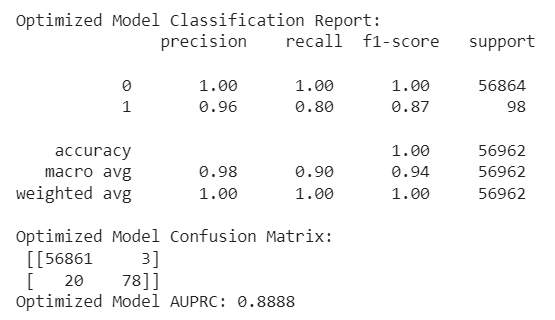 Optimized Model Classification Report:
precision recall f1-score support
0 1.00 1.00 1.00 56864
1 0.96 0.80 0.87 98
accuracy 1.00 56962
macro avg 0.98 0.90 0.94 56962
weighted avg 1.00 1.00 1.00 56962
Optimized Model Confusion Matrix:
[[56861 3]
[ 20 78]]
Optimized Model AUPRC: 0.8888